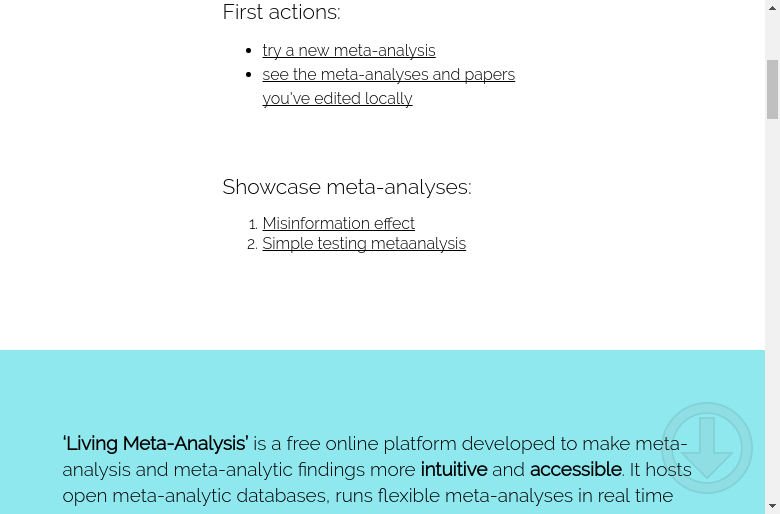 First actions:
• try a new meta-analysis
• see the meta-analyses and papers
you've edited locally
Showcase meta-analyses:
1. Misinformation effect
2. Simple testing metaanalysis
‘Living Meta-Analysis’ is a free online platform developed to make meta-
analysis and meta-analytic findings more intuitive and accessible. It hosts
open meta-analytic databases, runs flexible meta-analyses in real time